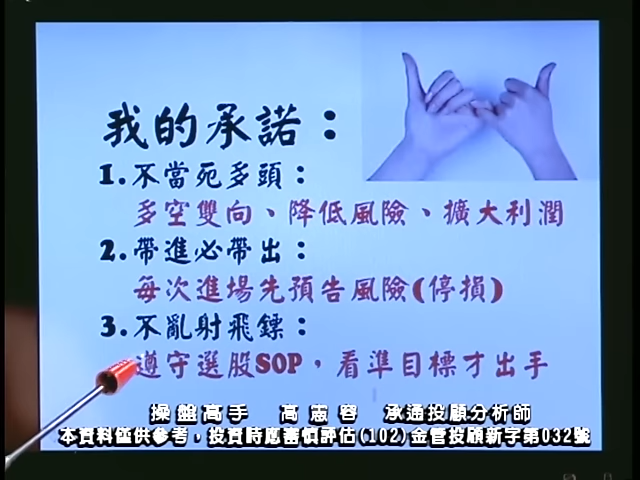 我的承諾：
1.不當死多頭：
多空雙向、降低風險、擴大利潤
2.帶進必帶出：
每次進場先預告風險(停損)
3.不亂射飛鏢：
遵守選股SOP，看準目標才出手
操盤高手 高憲容 承通投顧分析師
本資料僅供參考，投資時應審慎評估(102)金管投顧新字第032號